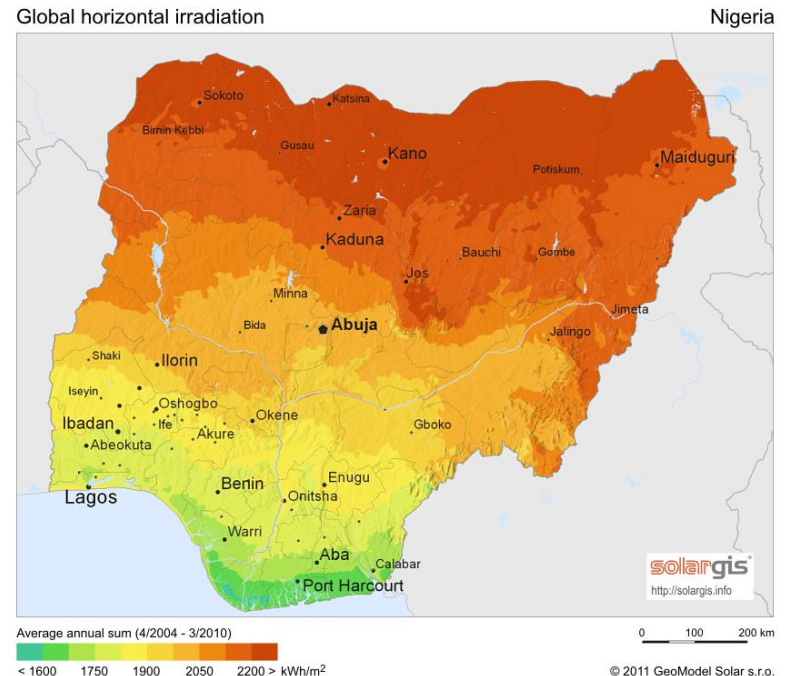 Global horizontal irradiation
Nigeria
Sokoto
Katsina
Birnin Kebbi
Gusau
Kano
Potiskum
Maiduguri
Zaria
Kaduna
Bauchi
Gombe
Jos
Minna
Jimeta
Bida
Abuja
Jalingo
Shaki
Ilorin
Iseyin
Oshogbo
Okene
Ibadan
Ife
Akure
Gboko
Abeokuta
Benin
Enugu
Lagos
Onitsha
Warri
Aba
Calabar
Port Harcourt
solargis
http://solargis.info
Average annual sum (4/2004 - 3/2010)
0 100 200 km
< 1600 1750 1900 2050 2200 > kWh/m2
© 2011 GeoModel Solar s.r.o.